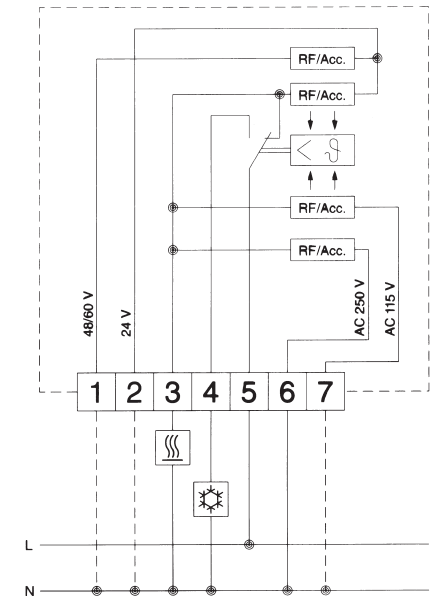 RF/Acc.
RF/Acc.
RF/Acc.
RF/Acc.
48/60 V
24 V
AC 250 V
AC 115 V
1 2 3 4 5 6 7
L
N